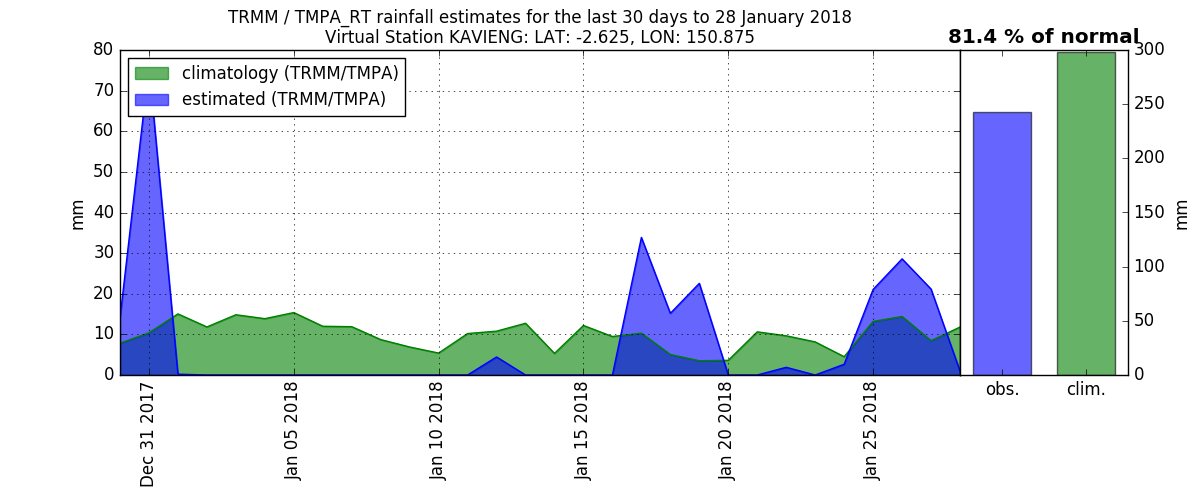 TRMM / TMPA_RT rainfall estimates for the last 30 days to 28 January 2018
Virtual Station KAVIENG: LAT: -2.625, LON: 150.875
81.4 % of normal
climatology (TRMM/TMPA)
estimated (TRMM/TMPA)
80
70
60
50
40
30
20
10
0
mm
Dec 31 2017
Jan 05 2018
Jan 10 2018
Jan 15 2018
Jan 20 2018
Jan 25 2018
obs.
clim.
300
250
200
150
100
50
0
mm